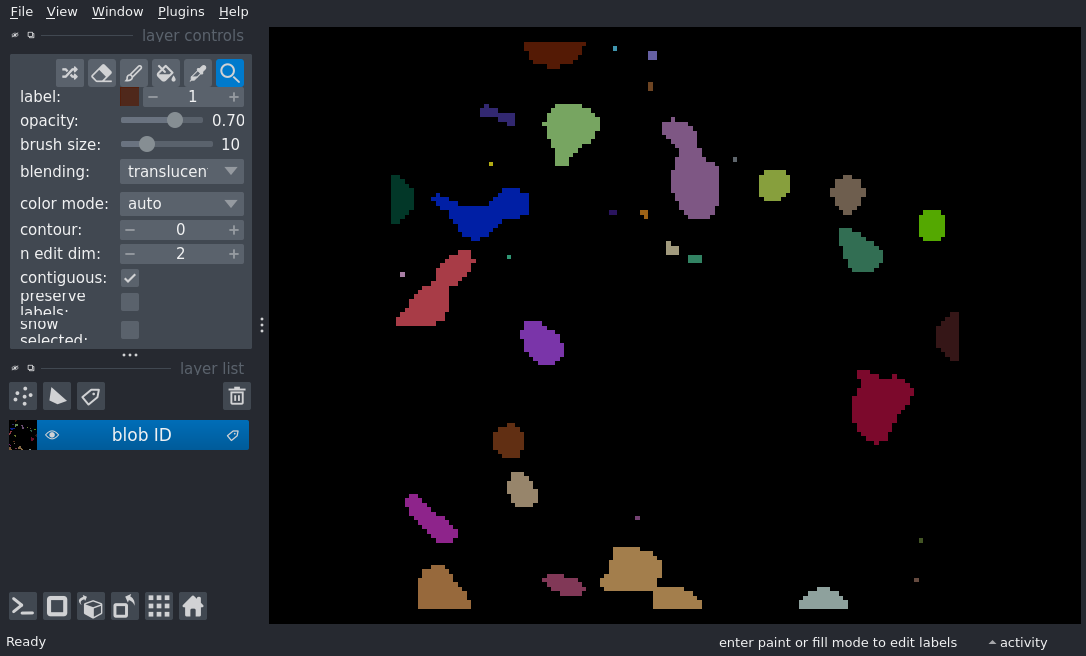 File View Window Plugins Help
layer controls
label: 1
opacity: 0.70
brush size: 10
blending: translucen
color mode: auto
contour: 0
n edit dim: 2
contiguous:
preserve
labels:
show
selected:
layer list
blob ID
Ready
enter paint or fill mode to edit labels
activity